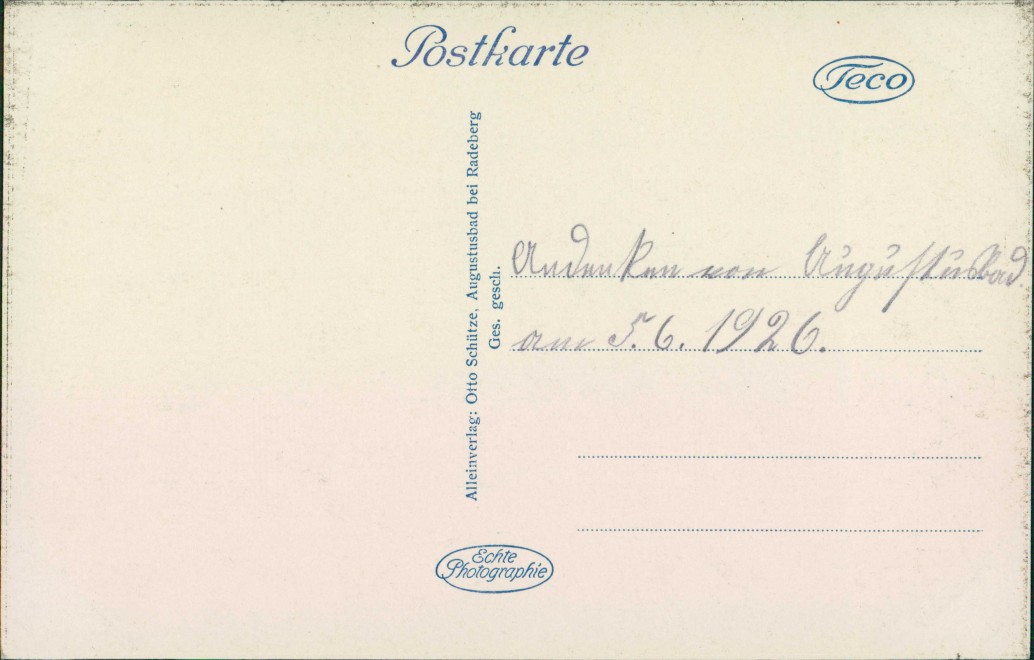 Postkarte
Teco
Alleinverlag: Otto Schütze, Augustusbad bei Radeberg
Ges. gesch.
Andenken von Augustusbad.
am 5.6.1926.
Echte
Photographie